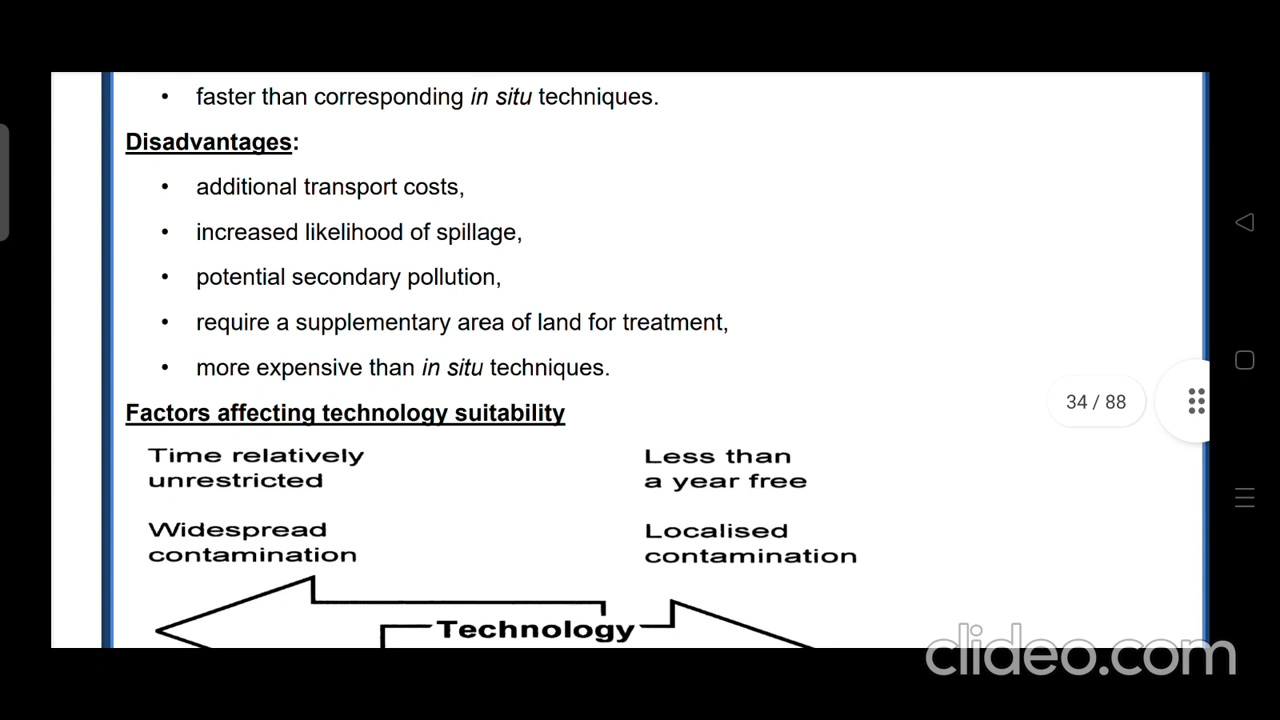 • faster than corresponding in situ techniques.
Disadvantages:
• additional transport costs,
• increased likelihood of spillage,
• potential secondary pollution,
• require a supplementary area of land for treatment,
• more expensive than in situ techniques.
Factors affecting technology suitability
34 / 88
Time relatively
unrestricted
Less than
a year free
Widespread
contamination
Localised
contamination
Technology
clideo.com